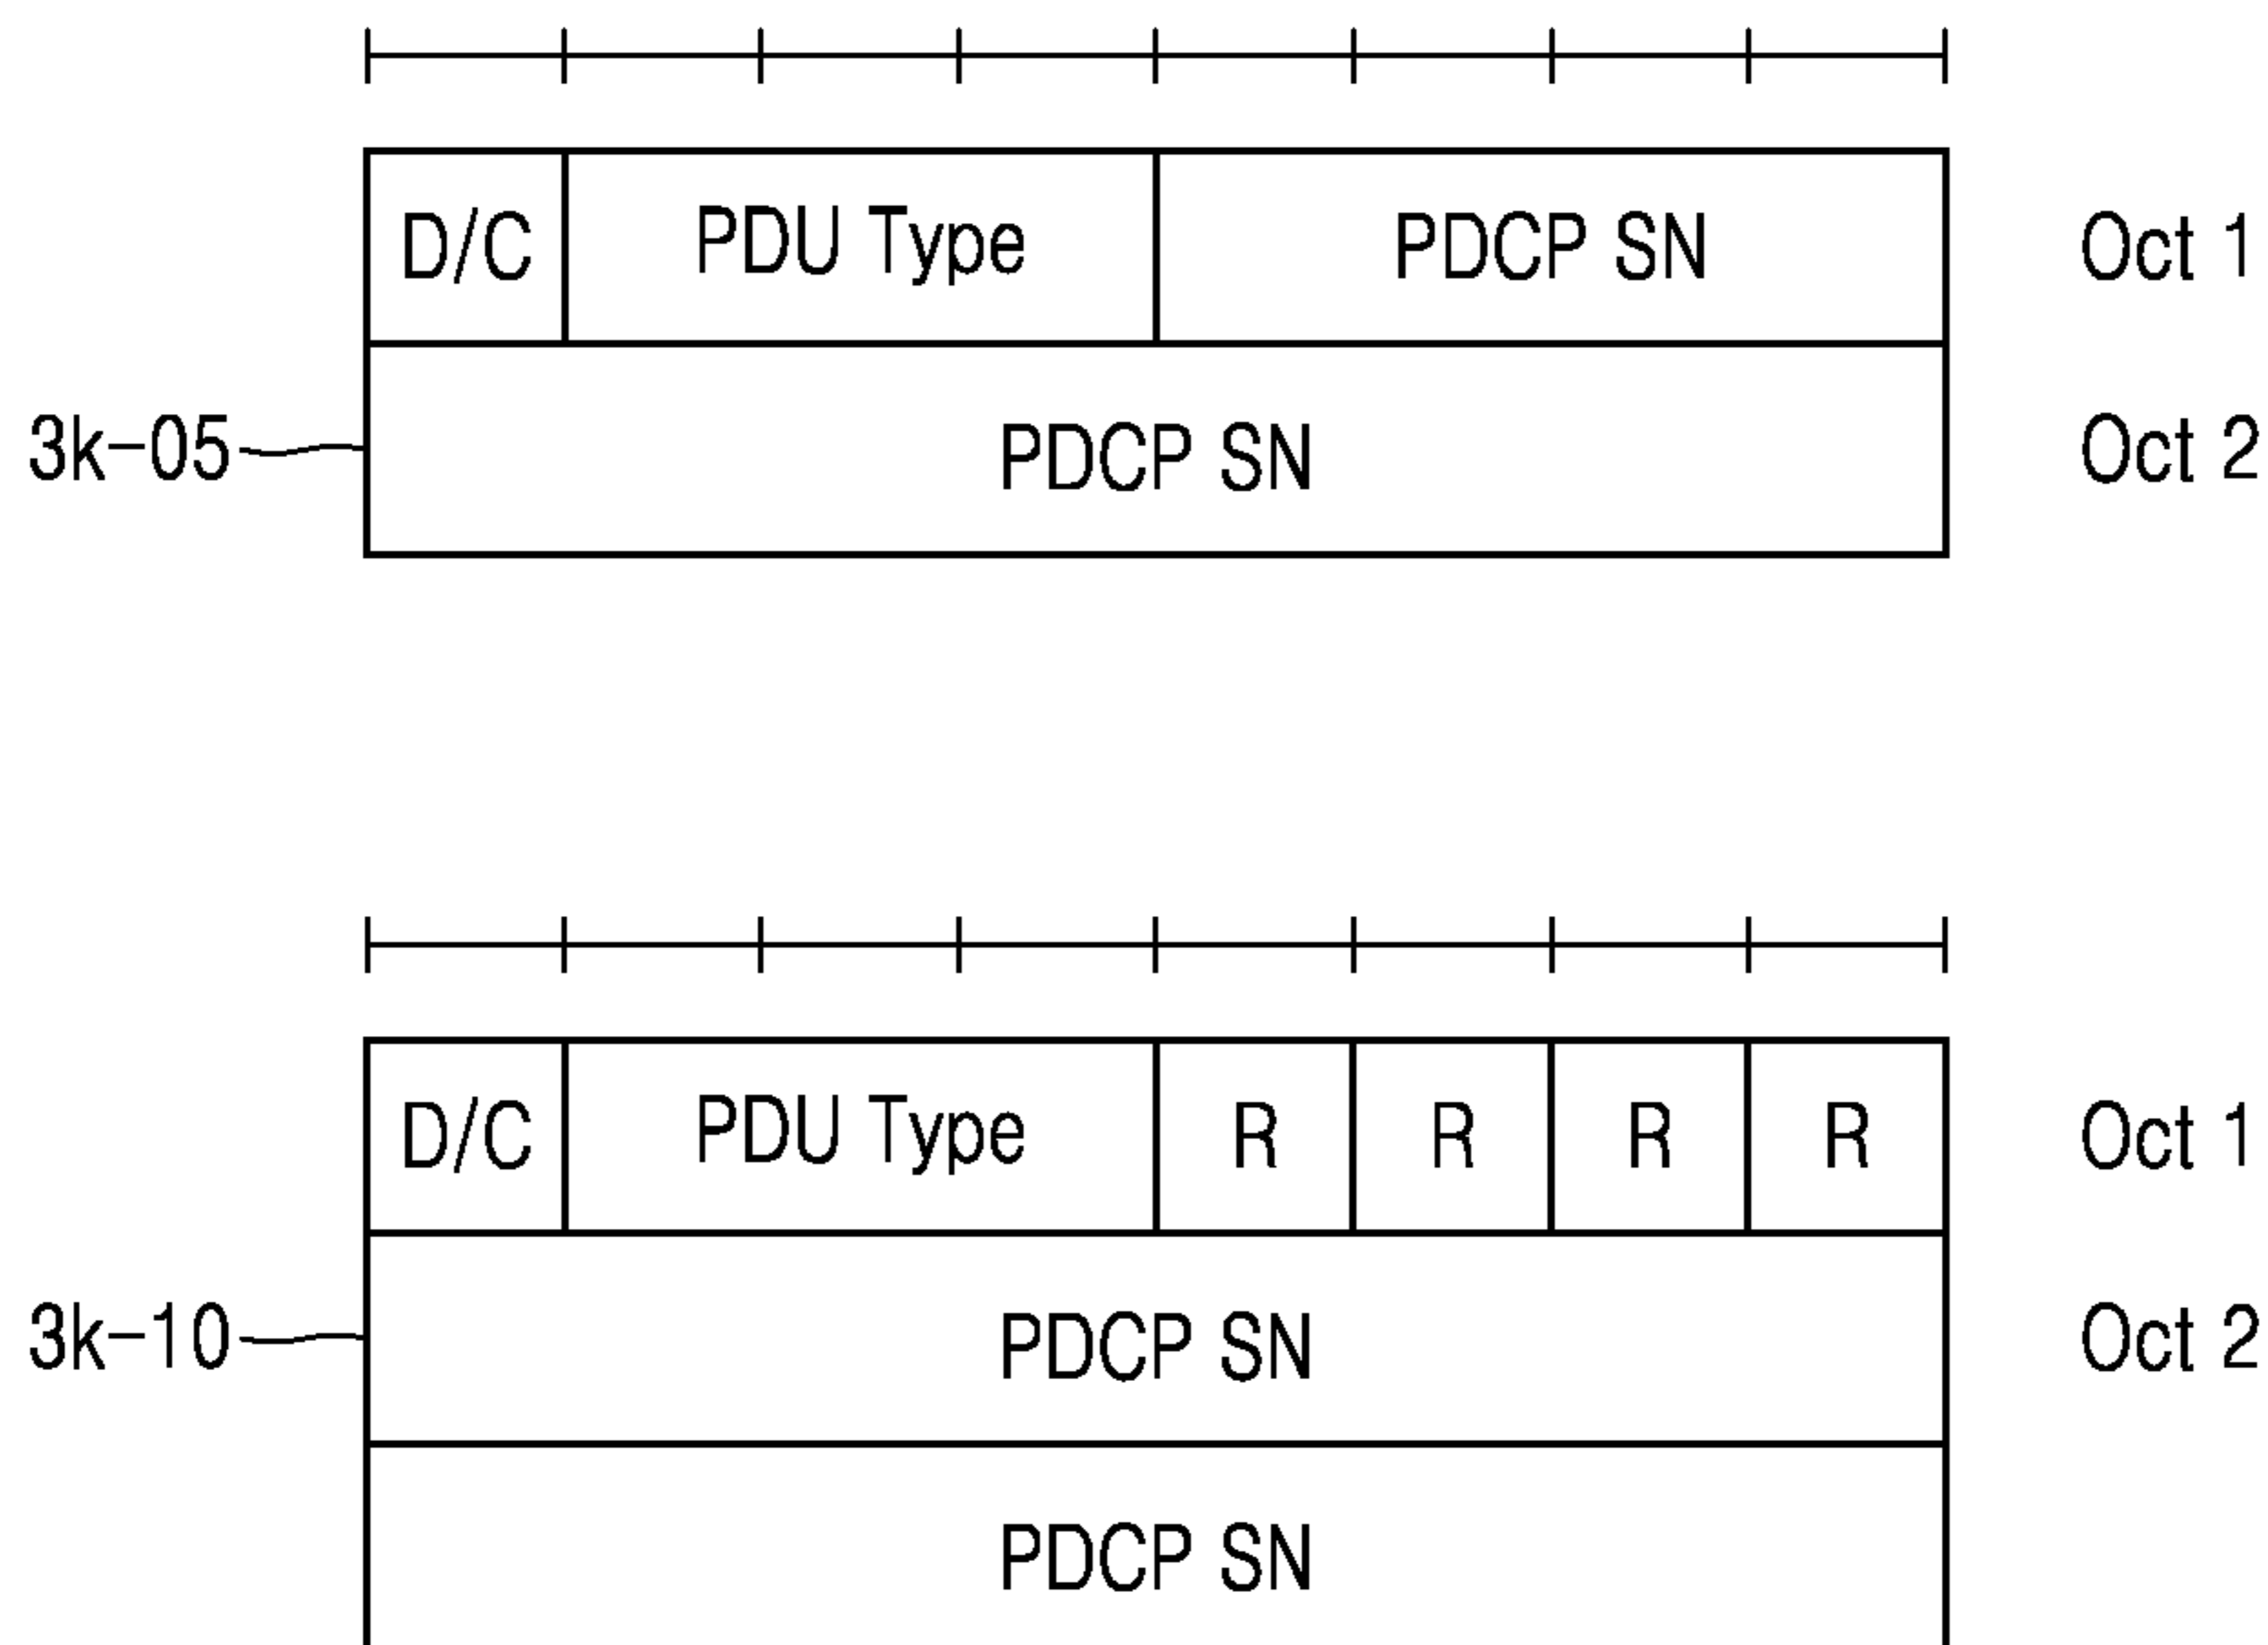 D/C PDU Type PDCP SN Oct 1
3k-05 PDCP SN Oct 2
D/C PDU Type R R R R Oct 1
3k-10 PDCP SN Oct 2
PDCP SN